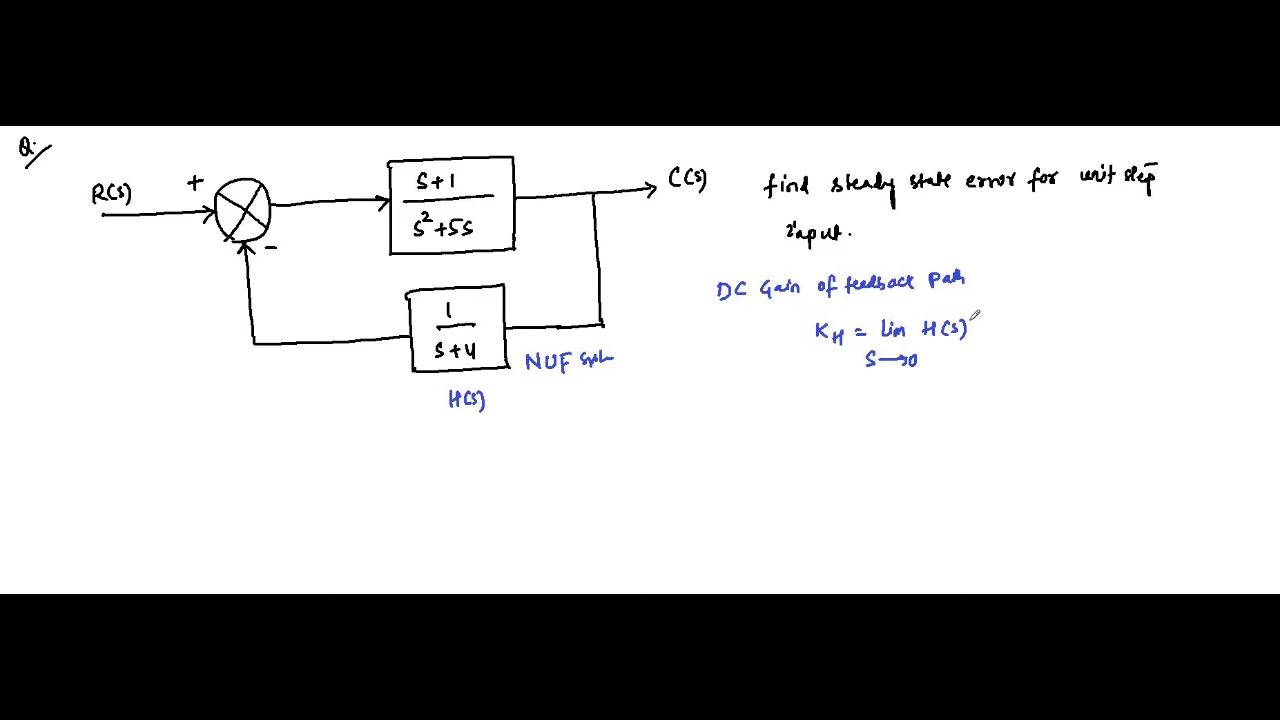 Q:
R(s)
+
-
s+1
s²+5s
C(s)
1
s+4
H(s)
NUF System
find steady state error for unit step
input.
DC Gain of feedback Path
K_H = lim H(s)
s→0